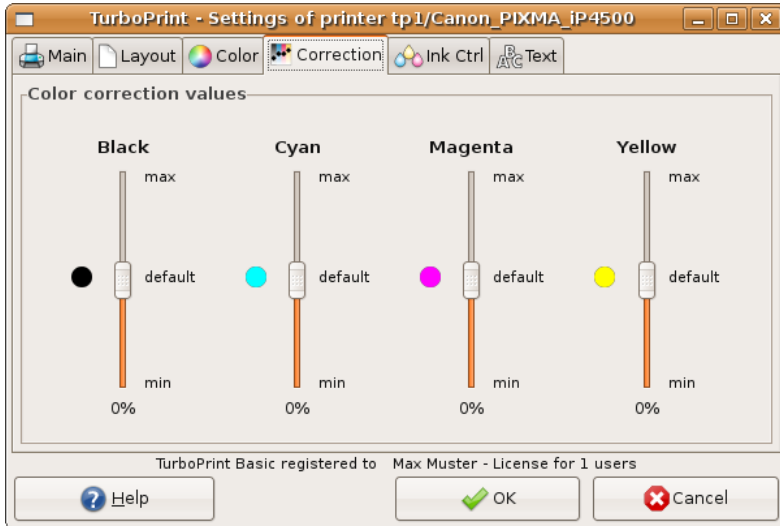 TurboPrint - Settings of printer tp1/Canon_PIXMA_iP4500
Main Layout Color Correction Ink Ctrl ABC Text
Color correction values
Black Cyan Magenta Yellow
max max max max
default default default default
min min min min
0% 0% 0% 0%
TurboPrint Basic registered to Max Muster - License for 1 users
? Help OK Cancel